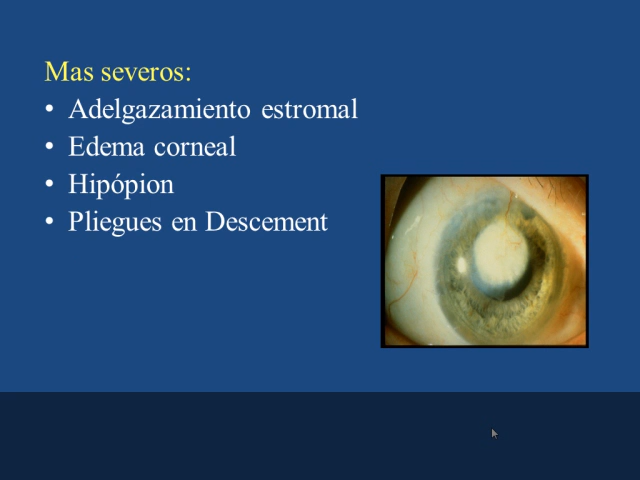 Mas severos:
• Adelgazamiento estromal
• Edema corneal
• Hipópion
• Pliegues en Descement